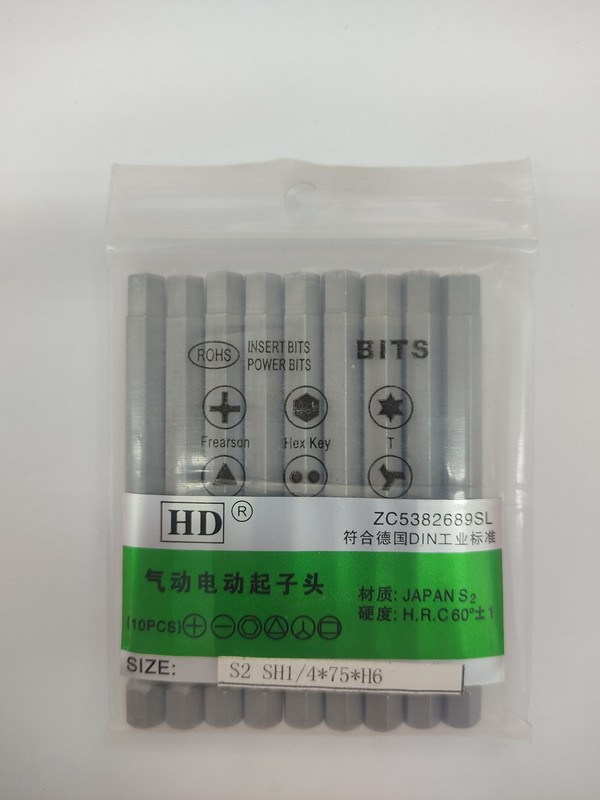 ROHS
INSERT BITS
POWER BITS
BITS
Frearson
Hex Key
T
HD®
ZC5382689SL
符合德国DIN工业标准
气动电动起子头
材质: JAPAN S2
硬度: H.R.C60°±1
(10PCS)
SIZE:
S2 SH1/4*75*H6